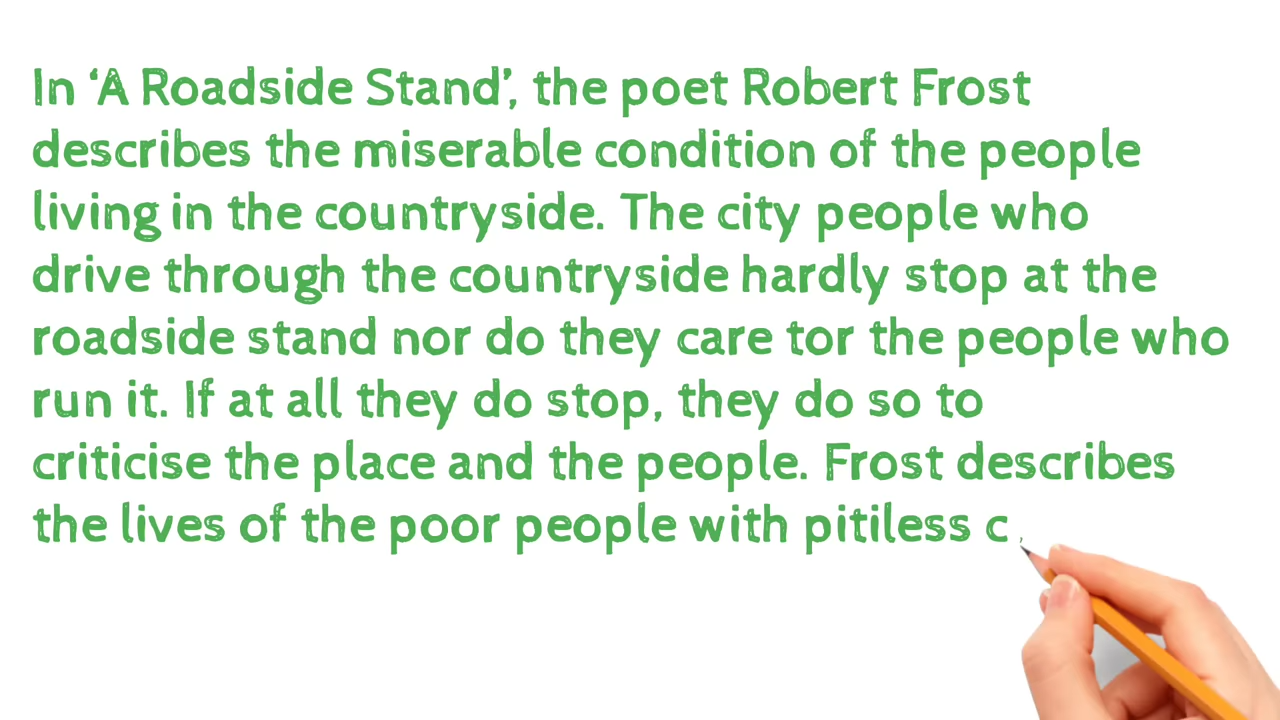 In ‘A Roadside Stand’, the poet Robert Frost
describes the miserable condition of the people
living in the countryside. The city people who
drive through the countryside hardly stop at the
roadside stand nor do they care tor the people who
run it. If at all they do stop, they do so to
criticise the place and the people. Frost describes
the lives of the poor people with pitiless c